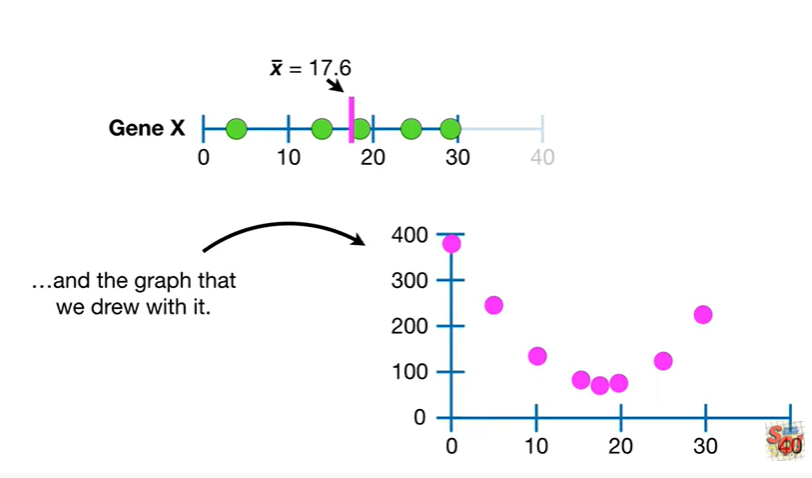 x̄ = 17.6
Gene X
0 10 20 30 40
...and the graph that
we drew with it.
400
300
200
100
0
0 10 20 30 40